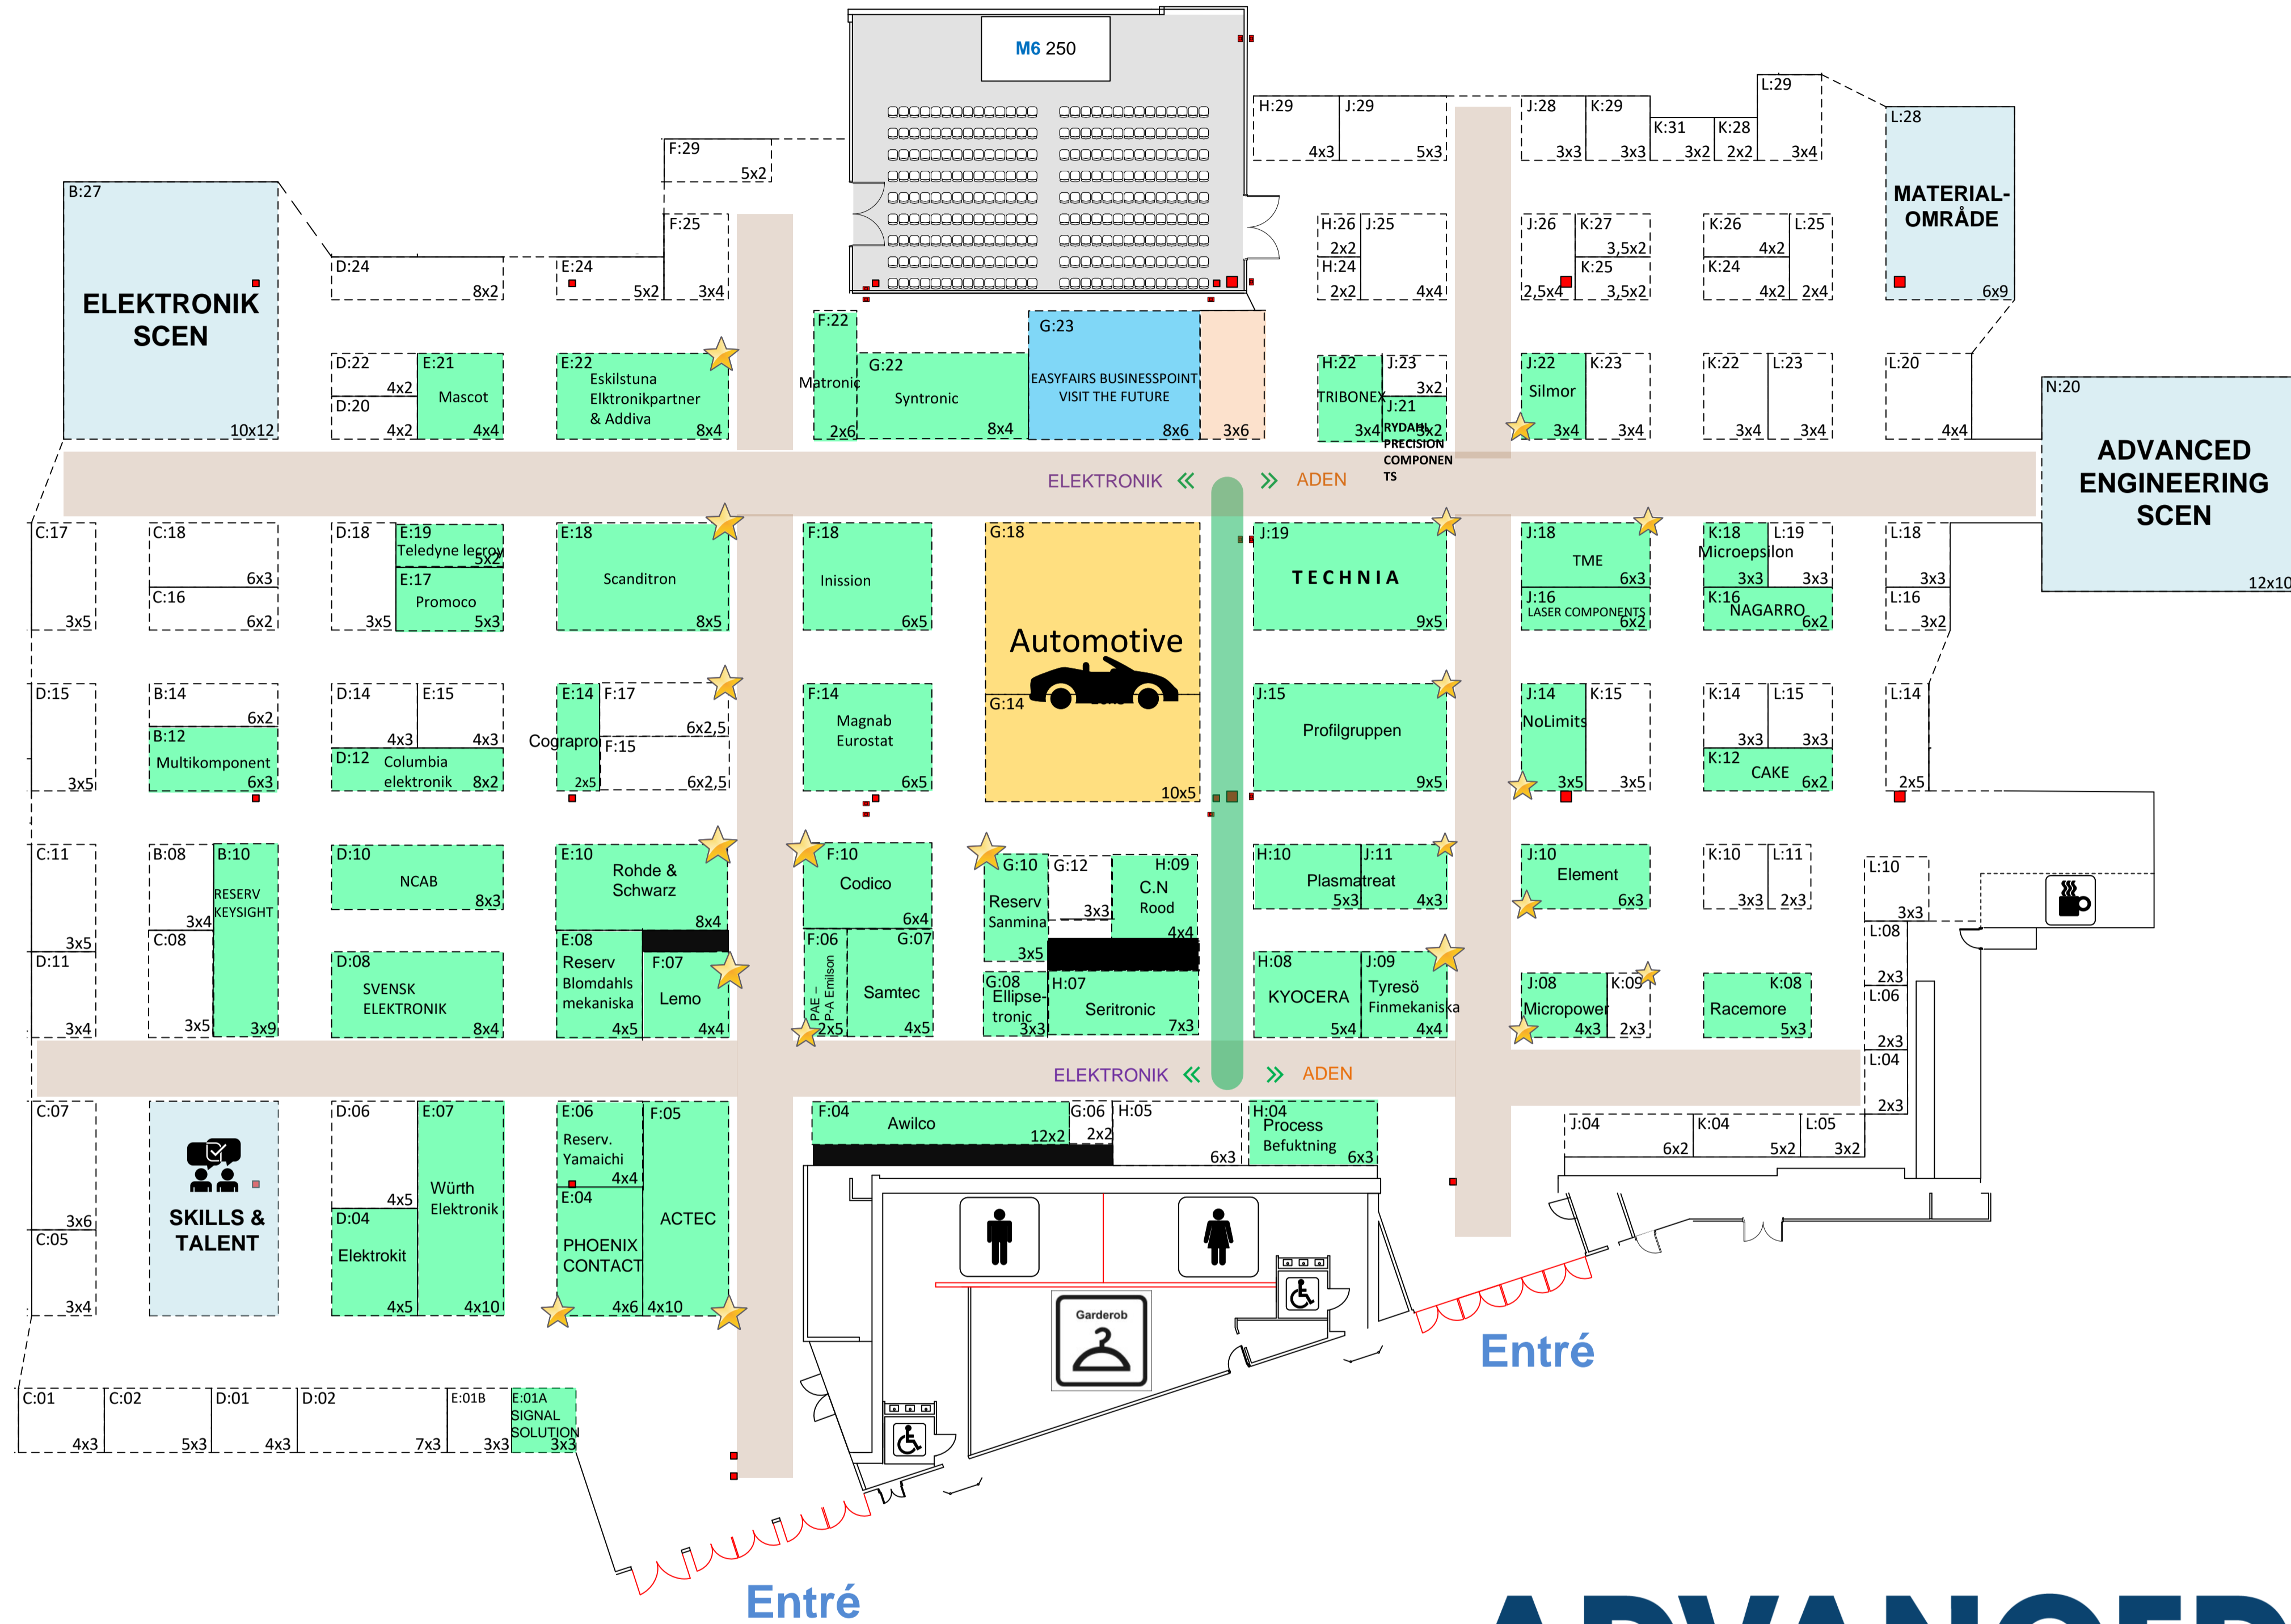 M6 250
B:27
ELEKTRONIK
SCEN
10x12
F:29
5x2
F:25
3x4
D:24
8x2
E:24
5x2
H:29
4x3
J:29
5x3
J:28
3x3
K:29
3x3
K:31
3x2
K:28
2x2
L:29
3x4
L:28
MATERIAL-
OMRÅDE
6x9
H:26
2x2
H:24
2x2
J:25
4x4
J:26
2,5x4
K:27
3,5x2
K:25
3,5x2
K:26
4x2
K:24
4x2
L:25
2x4
D:22
4x2
D:20
4x2
E:21
Mascot
4x4
E:22
Eskilstuna
Elktronikpartner
& Addiva
8x4
F:22
Matronic
2x6
G:22
Syntronic
8x4
G:23
EASYFAIRS BUSINESSPOINT
VISIT THE FUTURE
8x6
3x6
H:22
TRIBONEX
3x4
J:23
3x2
J:21
3x2
RYDAHL
PRECISION
COMPONEN
TS
J:22
Silmor
3x4
K:23
3x4
K:22
3x4
L:23
3x4
L:20
4x4
N:20
ADVANCED
ENGINEERING
SCEN
12x10
ELEKTRONIK
ADEN
C:17
3x5
C:18
6x3
C:16
6x2
D:18
3x5
E:19
Teledyne lecroy
5x2
E:17
Promoco
5x3
E:18
Scanditron
8x5
F:18
Inission
6x5
G:18
Automotive
G:14
10x5
J:19
TECHNIA
9x5
J:18
TME
6x3
J:16
LASER COMPONENTS
6x2
K:18
Microepsilon
3x3
L:19
3x3
K:16
NAGARRO
6x2
L:18
3x3
L:16
3x2
D:15
3x5
B:14
6x2
B:12
Multikomponent
6x3
D:14
4x3
E:15
4x3
D:12
Columbia
elektronik
8x2
E:14
Cograpro
2x5
F:17
6x2,5
F:15
6x2,5
F:14
Magnab
Eurostat
6x5
J:15
Profilgruppen
9x5
J:14
NoLimits
3x5
K:15
3x5
K:14
3x3
L:15
3x3
K:12
CAKE
6x2
L:14
2x5
C:11
3x5
D:11
3x4
B:08
3x4
C:08
3x5
B:10
RESERV
KEYSIGHT
3x9
D:10
NCAB
8x3
D:08
SVENSK
ELEKTRONIK
8x4
E:10
Rohde &
Schwarz
8x4
E:08
Reserv
Blomdahls
mekaniska
4x5
F:07
Lemo
4x4
F:10
Codico
6x4
F:06
PAE –
P-A Emilson
2x5
G:07
Samtec
4x5
G:10
Reserv
Sanmina
3x5
G:12
3x3
H:09
C.N
Rood
4x4
G:08
Ellipse-
tronic
3x3
H:07
Seritronic
7x3
H:10
J:11
Plasmatreat
5x3
4x3
H:08
KYOCERA
5x4
J:09
Tyresö
Finmekaniska
4x4
J:10
Element
6x3
K:10
3x3
L:11
2x3
L:10
3x3
J:08
Micropower
4x3
K:09
2x3
K:08
Racemore
5x3
L:08
2x3
L:06
2x3
L:04
2x3
ELEKTRONIK
ADEN
C:07
3x6
C:05
3x4
SKILLS &
TALENT
D:06
4x5
D:04
Elektrokit
4x5
E:07
Würth
Elektronik
4x10
E:06
Reserv.
Yamaichi
4x4
E:04
PHOENIX
CONTACT
4x6
F:05
ACTEC
4x10
F:04
Awilco
12x2
G:06
2x2
H:05
6x3
H:04
Process
Befuktning
6x3
J:04
6x2
K:04
5x2
L:05
3x2
Garderob
Entré
C:01
4x3
C:02
5x3
D:01
4x3
D:02
7x3
E:01B
3x3
E:01A
SIGNAL
SOLUTION
3x3
Entré
ADVANCED